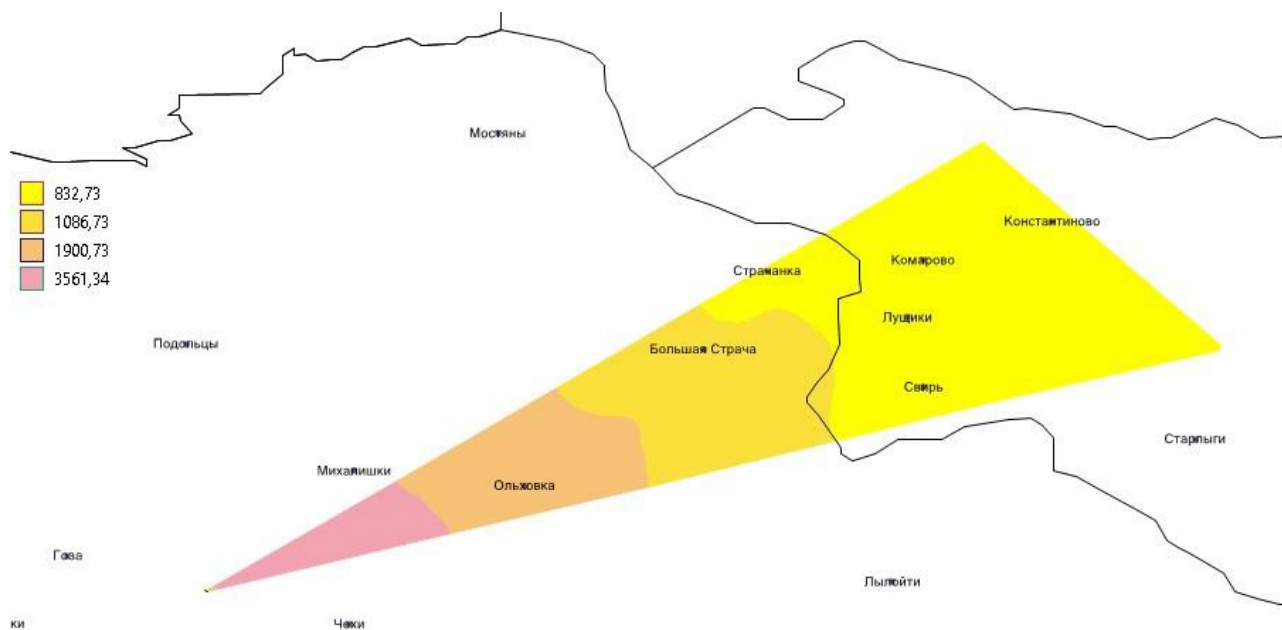 Мостяны
832,73
1086,73
1900,73
3561,34
Константиново
Комарово
Страчанка
Лущики
Подольцы
Большая Страча
Свирь
Старлыги
Михалишки
Ольховка
Гоза
Лылойти
ки
Чехи